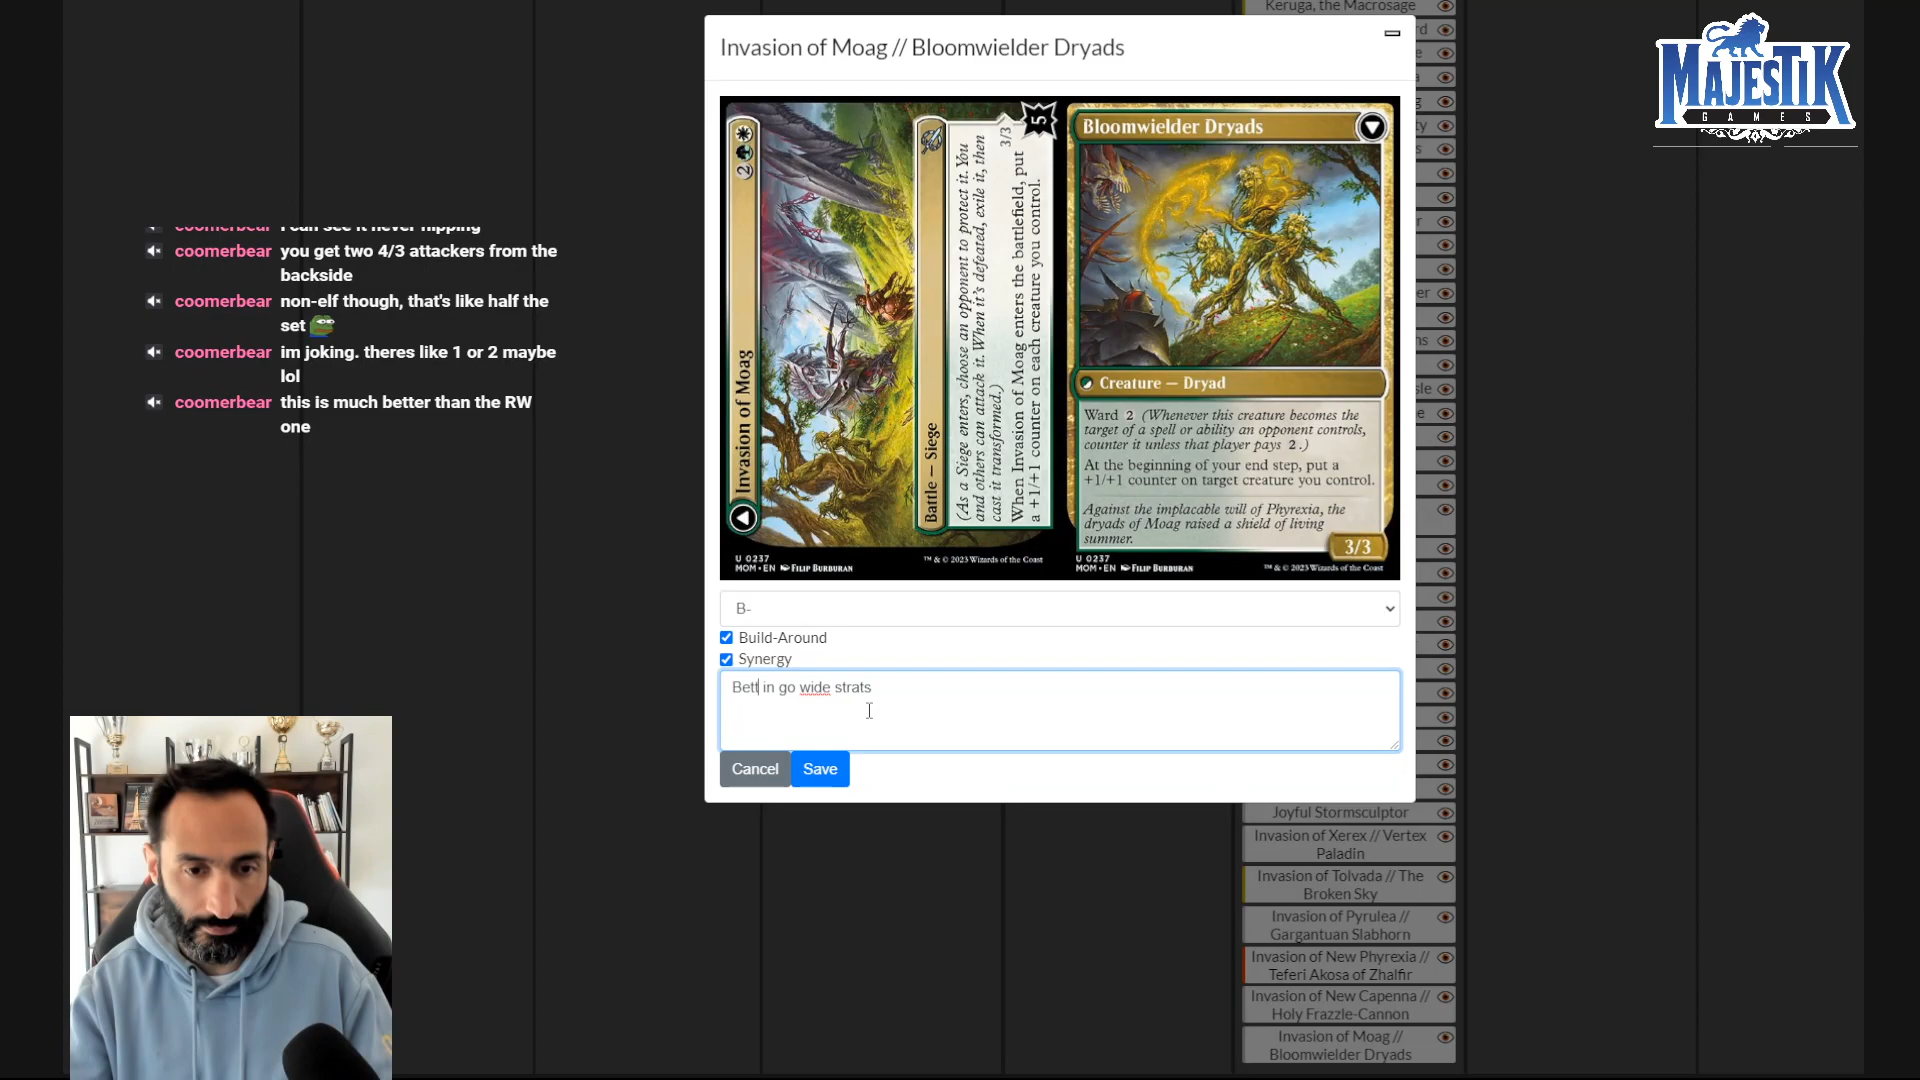 Keruga, the Macrosage
MAJESTIK
GAMES
Invasion of Moag // Bloomwielder Dryads
coomerbear i can see it never flipping
coomerbear you get two 4/3 attackers from the
backside
coomerbear non-elf though, that's like half the
set
coomerbear im joking. theres like 1 or 2 maybe
lol
coomerbear this is much better than the RW
one
2
Invasion of Moag
Battle — Siege
(As a Siege enters, choose an opponent to protect it. You
and others can attack it. When it's defeated, exile it, then
cast it transformed.)
When Invasion of Moag enters the battlefield, put
a +1/+1 counter on each creature you control.
3/3
5
U 0237
MOM • EN Filip Burburan
™ & © 2023 Wizards of the Coast
Bloomwielder Dryads
Creature — Dryad
Ward 2 (Whenever this creature becomes the
target of a spell or ability an opponent controls,
counter it unless that player pays 2.)
At the beginning of your end step, put a
+1/+1 counter on target creature you control.
Against the implacable will of Phyrexia, the
dryads of Moag raised a shield of living
summer.
3/3
U 0237
MOM • EN Filip Burburan
™ & © 2023 Wizards of the Coast
B-
Build-Around
Synergy
Bett in go wide strats
Cancel
Save
Joyful Stormsculptor
Invasion of Xerex // Vertex
Paladin
Invasion of Tolvada // The
Broken Sky
Invasion of Pyrulea //
Gargantuan Slabhorn
Invasion of New Phyrexia //
Teferi Akosa of Zhalfir
Invasion of New Capenna //
Holy Frazzle-Cannon
Invasion of Moag //
Bloomwielder Dryads